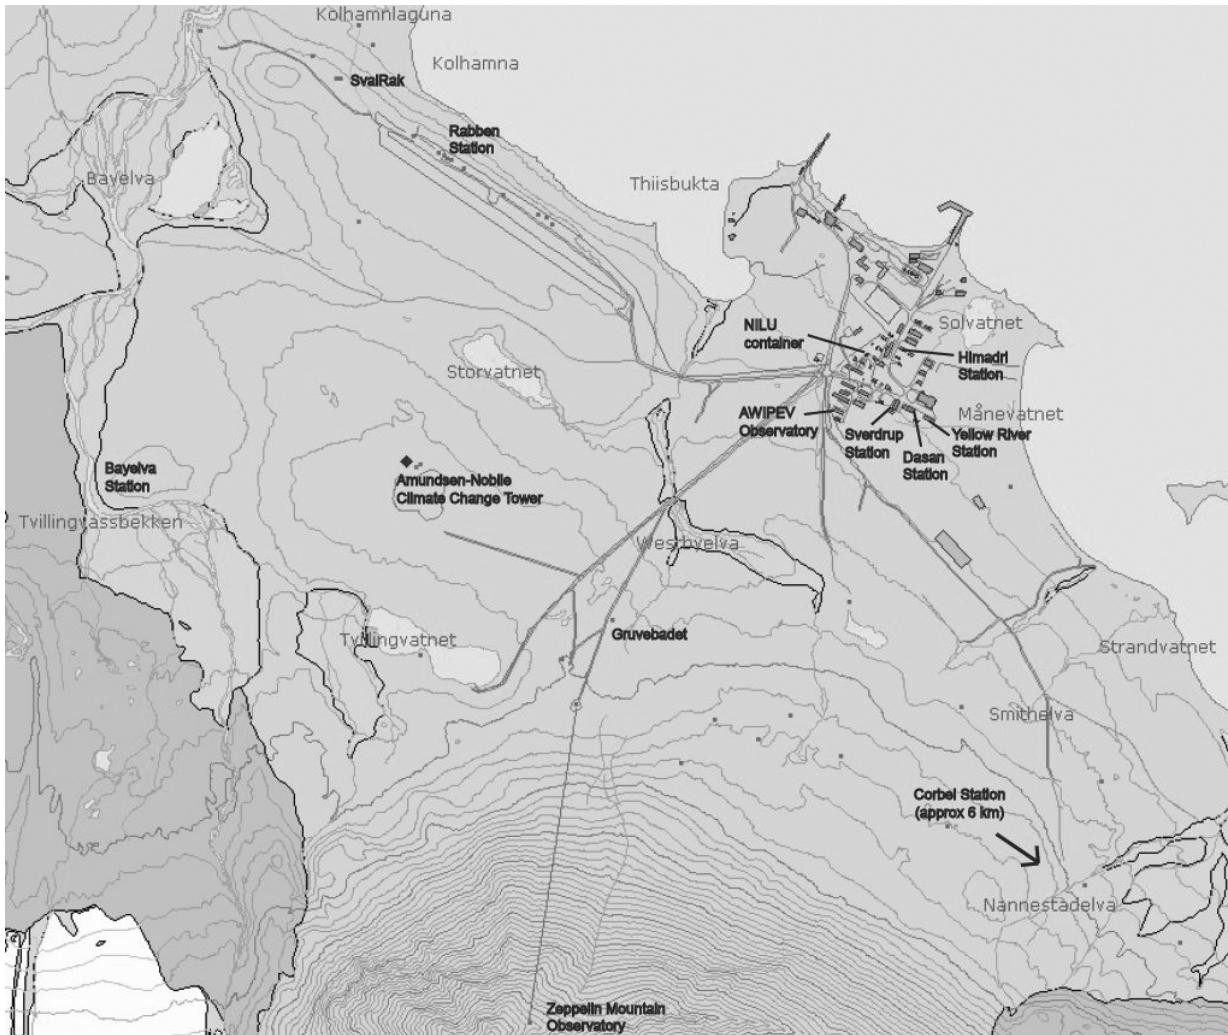 Kolhamnlaguna
Kolhamna
SvalRak
Rabben
Station
Bayelva
Thiisbukta
Solvatnet
NILU
container
Himadri
Station
Storvatnet
AWIPEV
Observatory
Månevatnet
Sverdrup
Station
Dasan
Station
Yellow River
Station
Bayelva
Station
Amundsen-Nobile
Climate Change Tower
Tvillingvassbekken
Westbyelva
Gruvebadet
Tvillingvatnet
Strandvatnet
Smithelva
Corbel Station
(approx 6 km)
Nannestadelva
Zeppelin Mountain
Observatory